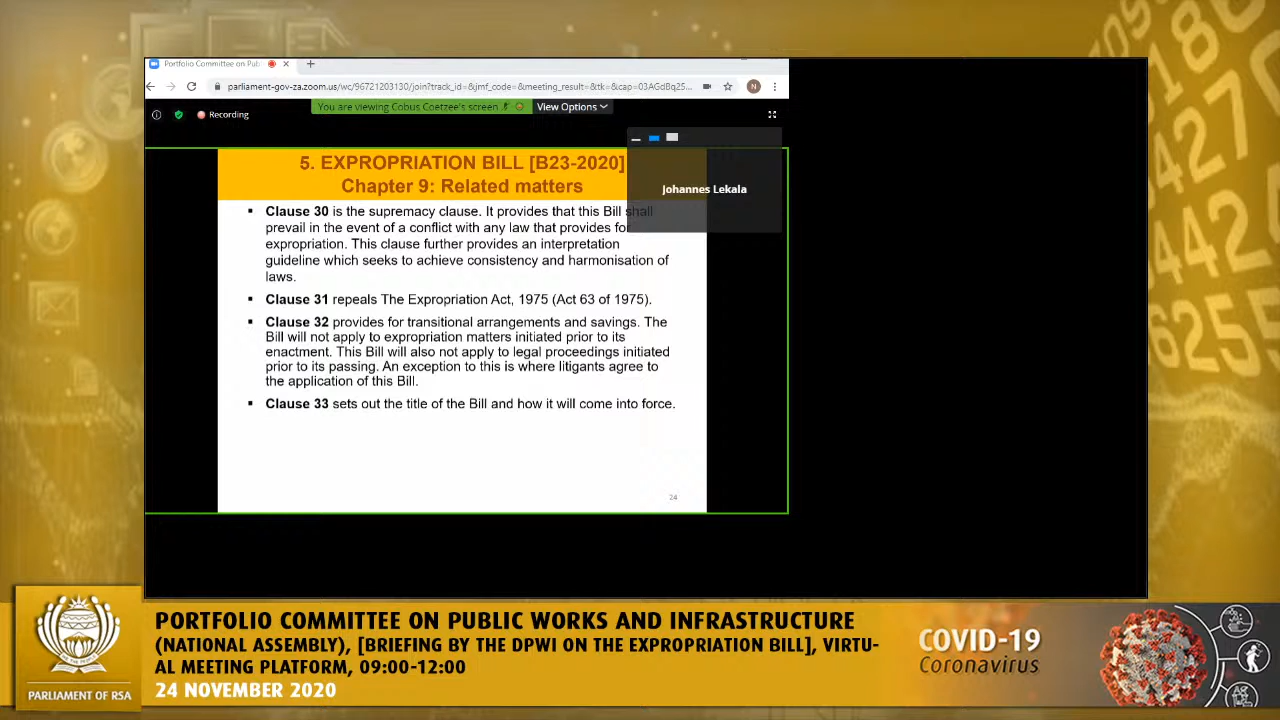 Portfolio Committee on Pub
parliament-gov-za.zoom.us/wc/96721203130/join?track_id=&jmf_code=&meeting_result=&tk=&cap=03AGdBq25...
N
Recording
You are viewing Cobus Coetzee's screen
View Options
Johannes Lekala
5. EXPROPRIATION BILL [B23-2020]
Chapter 9: Related matters
▪ Clause 30 is the supremacy clause. It provides that this Bill shall
prevail in the event of a conflict with any law that provides for
expropriation. This clause further provides an interpretation
guideline which seeks to achieve consistency and harmonisation of
laws.
▪ Clause 31 repeals The Expropriation Act, 1975 (Act 63 of 1975).
▪ Clause 32 provides for transitional arrangements and savings. The
Bill will not apply to expropriation matters initiated prior to its
enactment. This Bill will also not apply to legal proceedings initiated
prior to its passing. An exception to this is where litigants agree to
the application of this Bill.
▪ Clause 33 sets out the title of the Bill and how it will come into force.
24
PARLIAMENT OF RSA
PORTFOLIO COMMITTEE ON PUBLIC WORKS AND INFRASTRUCTURE
(NATIONAL ASSEMBLY), [BRIEFING BY THE DPWI ON THE EXPROPRIATION BILL], VIRTU-
AL MEETING PLATFORM, 09:00-12:00
24 NOVEMBER 2020
COVID-19
Coronavirus